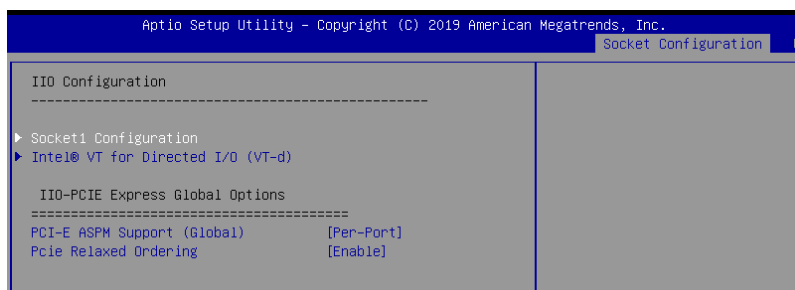 Aptio Setup Utility – Copyright (C) 2019 American Megatrends, Inc.
Socket Configuration
IIO Configuration
--------------------------------------------------
Socket1 Configuration
Intel® VT for Directed I/O (VT-d)
IIO-PCIE Express Global Options
========================================
PCI-E ASPM Support (Global) [Per-Port]
Pcie Relaxed Ordering [Enable]